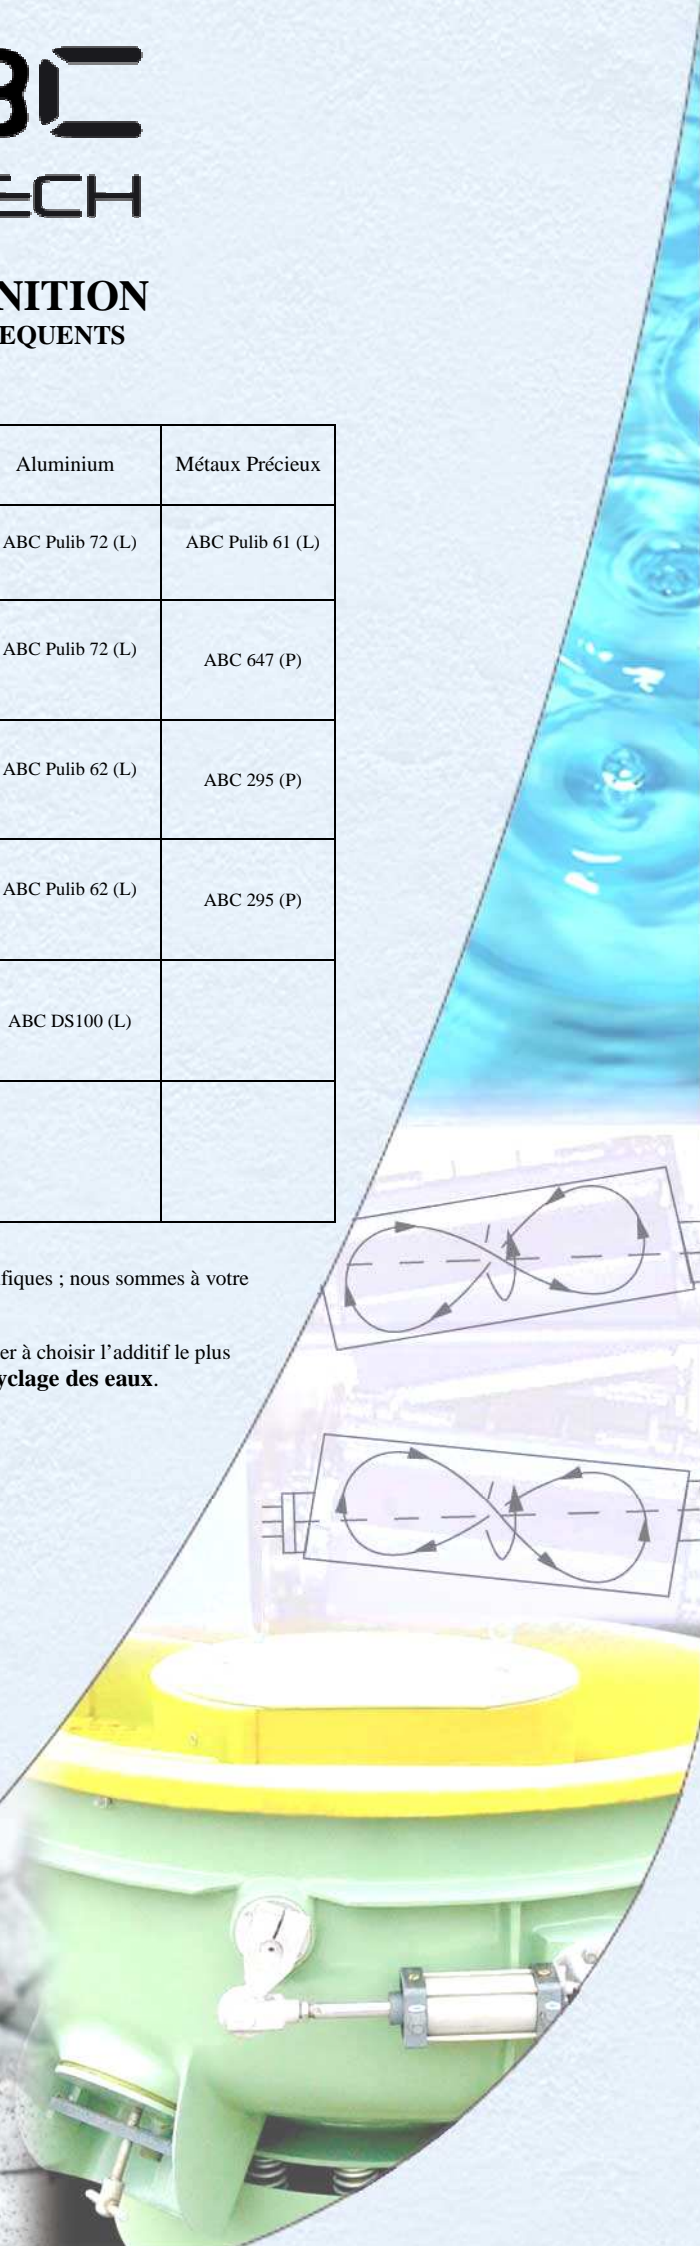 BC
ECH
NITION
EQUENTS
Aluminium Métaux Précieux
ABC Pulib 72 (L) ABC Pulib 61 (L)
ABC Pulib 72 (L) ABC 647 (P)
ABC Pulib 62 (L) ABC 295 (P)
ABC Pulib 62 (L) ABC 295 (P)
ABC DS100 (L)
fiques ; nous sommes à votre
er à choisir l’additif le plus
yclage des eaux.